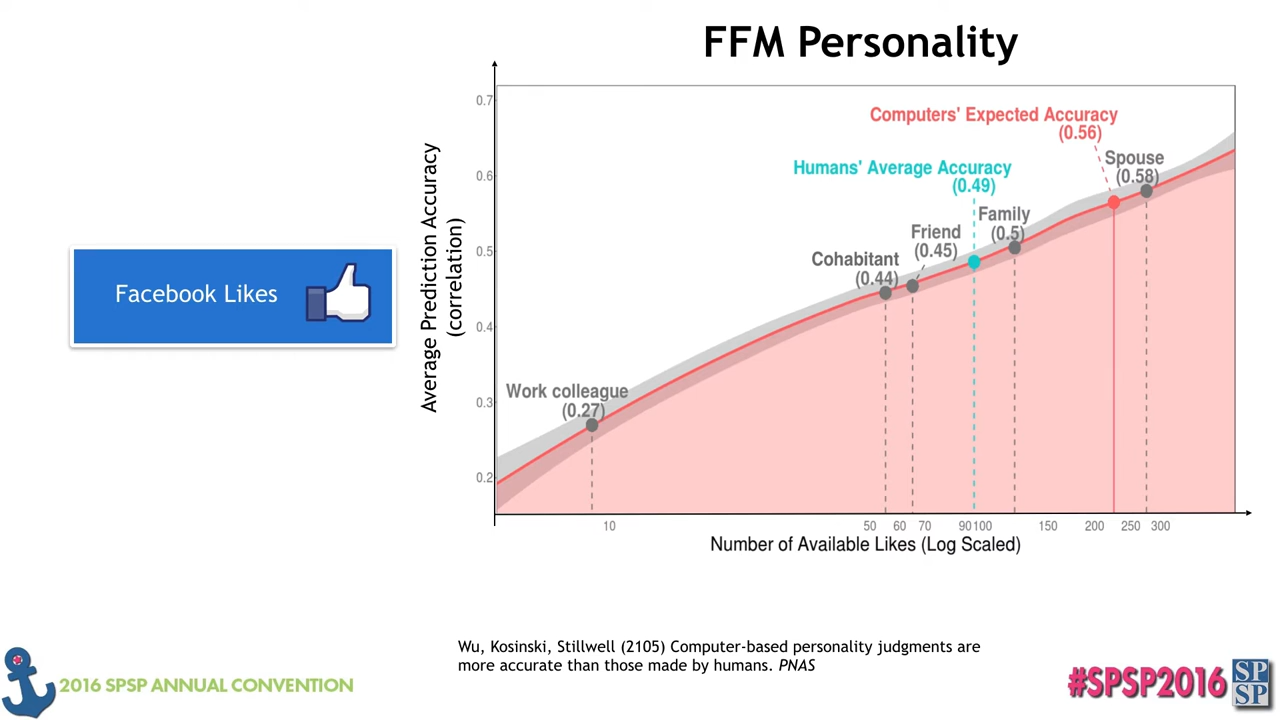 FFM Personality
Facebook Likes
Average Prediction Accuracy
(correlation)
0.7
0.6
0.5
0.4
0.3
0.2
Computers' Expected Accuracy
(0.56)
Spouse
(0.58)
Humans' Average Accuracy
(0.49)
Family
(0.5)
Friend
(0.45)
Cohabitant
(0.44)
Work colleague
(0.27)
10 50 60 70 90 100 150 200 250 300
Number of Available Likes (Log Scaled)
Wu, Kosinski, Stillwell (2105) Computer-based personality judgments are
more accurate than those made by humans. PNAS
2016 SPSP ANNUAL CONVENTION
#SPSP2016
SP
SP